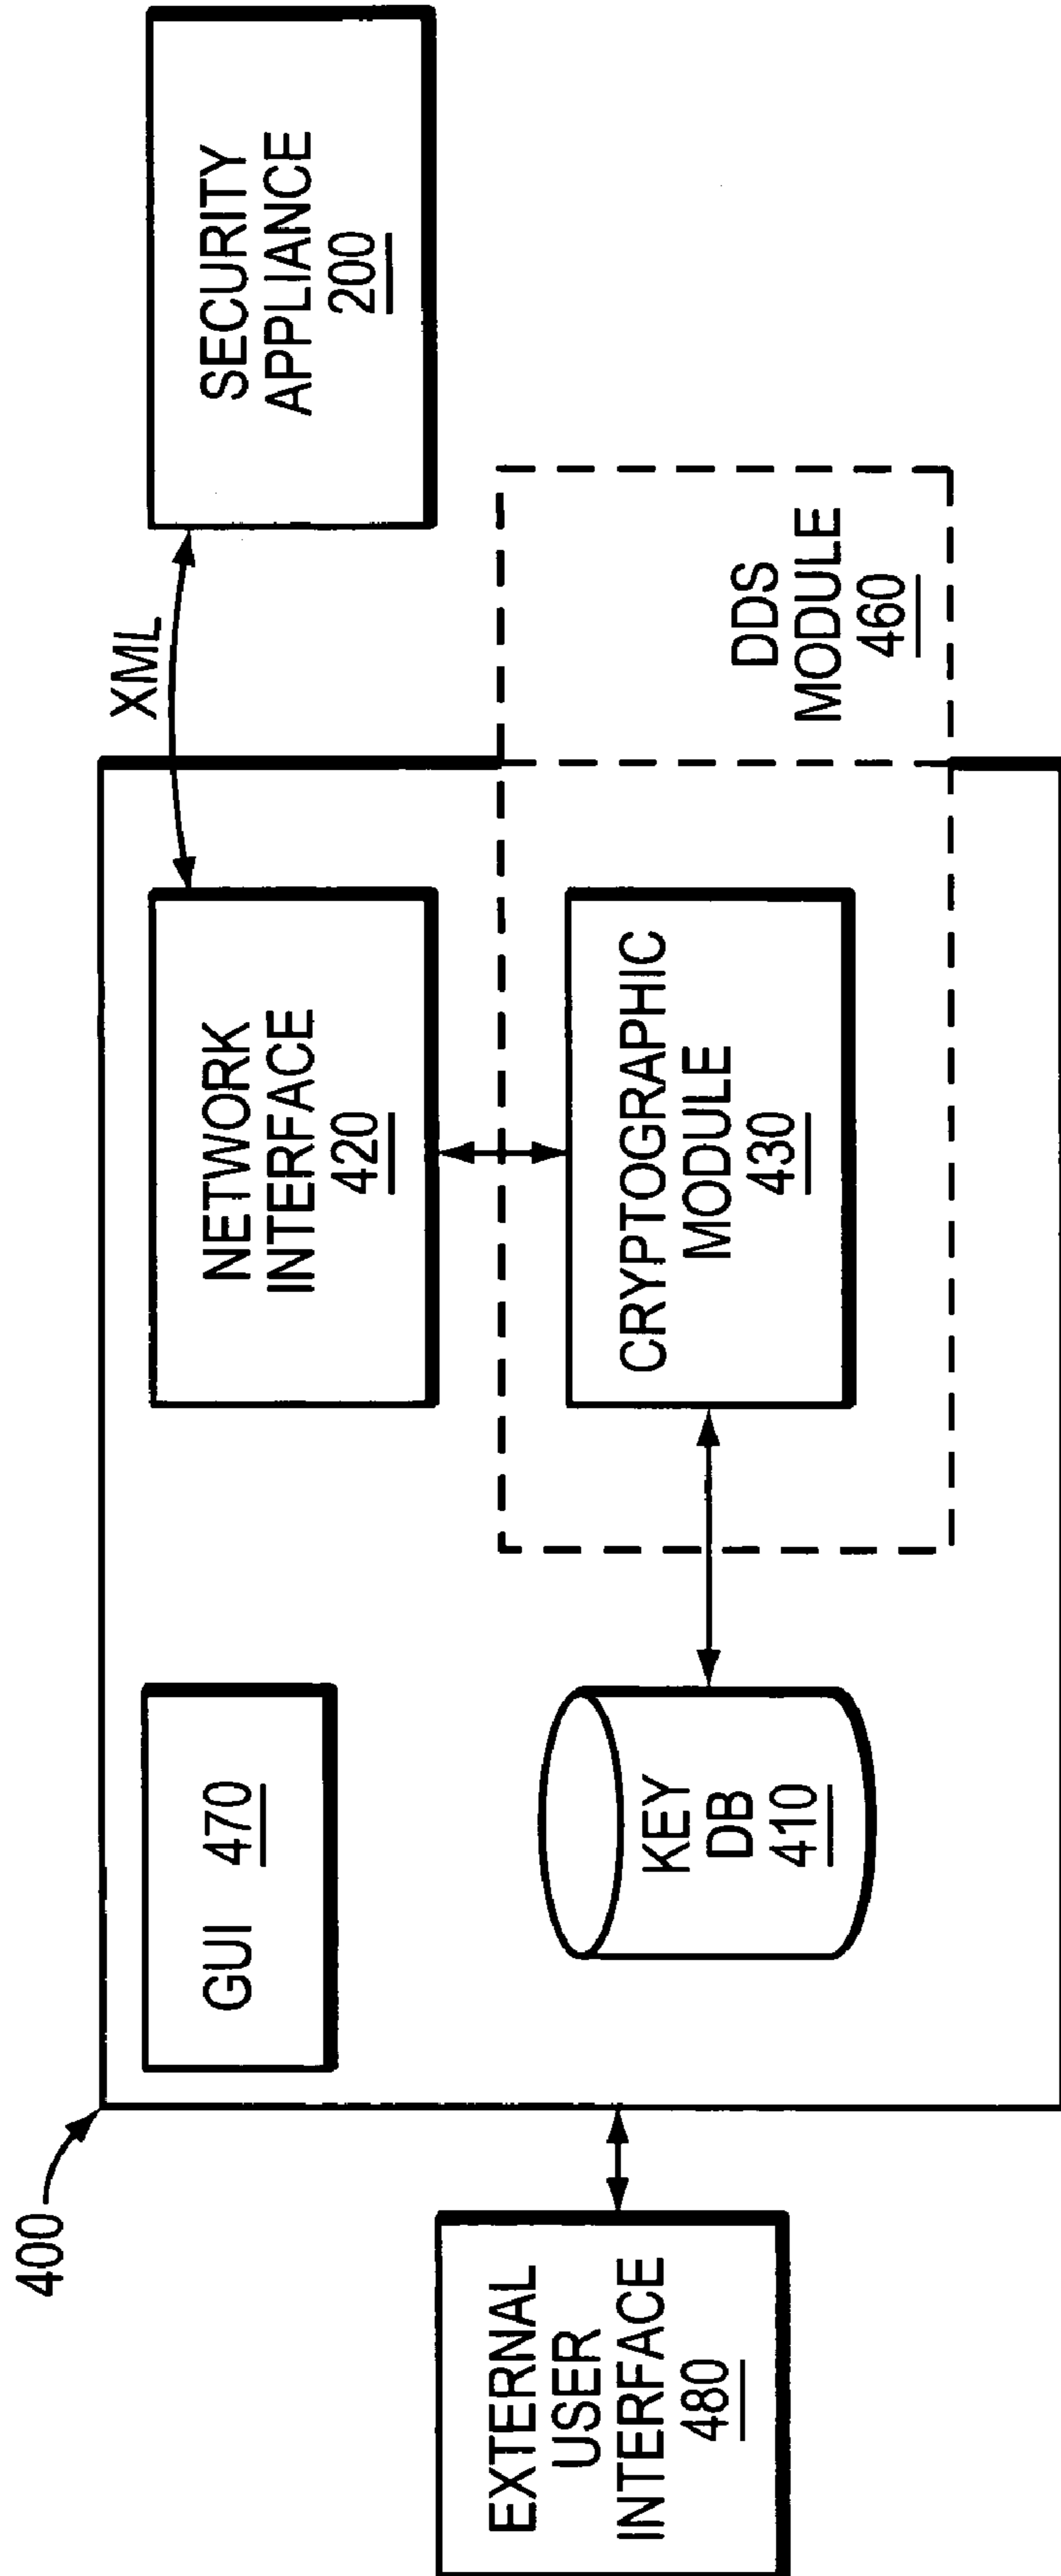 400
GUI 470
NETWORK
INTERFACE
420
XML
SECURITY
APPLIANCE
200
EXTERNAL
USER
INTERFACE
480
KEY
DB
410
CRYPTOGRAPHIC
MODULE
430
DDS
MODULE
460